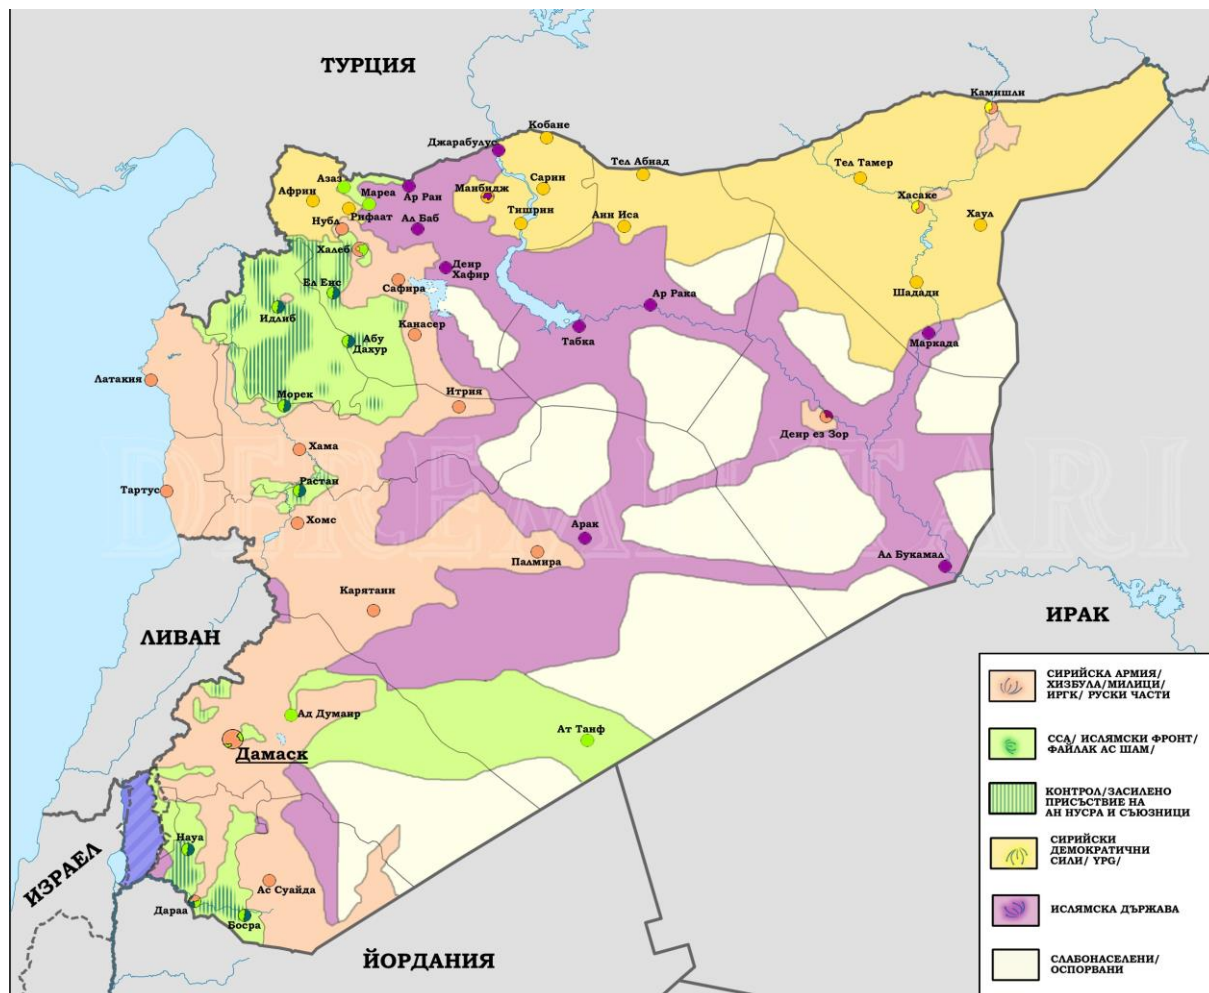 ТУРЦИЯ
Камишли
Кобане
Джарабулус
Тел Абиад
Тел Тамер
Азаз
Африн
Мареа
Ар Раи
Манбидж
Сарин
Хасаке
Нубл
Рифаат
Ал Баб
Тишрин
Аин Иса
Хаул
Халеб
Деир
Хафир
Ел Еис
Сафира
Шадади
Идлиб
Ар Рака
Абу
Дахур
Канасер
Табка
Маркада
Латакия
Морек
Итрия
Деир ез Зор
Хама
DEREMILITARI
Тартус
Растан
Хомс
Арак
Палмира
Ал Букамал
Карятаин
ЛИВАН
ИРАК
Ад Думаир
Ат Танф
Дамаск
ИЗРАЕЛ
Науа
Ас Суайда
Дараа
Босра
ЙОРДАНИЯ
СИРИЙСКА АРМИЯ/
ХИЗБУЛА/МИЛИЦИ/
ИРГК/ РУСКИ ЧАСТИ
ССА/ ИСЛЯМСКИ ФРОНТ/
ФАЙЛАК АС ШАМ/
КОНТРОЛ/ЗАСИЛЕНО
ПРИСЪСТВИЕ НА
АН НУСРА И СЪЮЗНИЦИ
СИРИЙСКИ
ДЕМОКРАТИЧНИ
СИЛИ/ YPG/
ИСЛЯМСКА ДЪРЖАВА
СЛАБОНАСЕЛЕНИ/
ОСПОРВАНИ